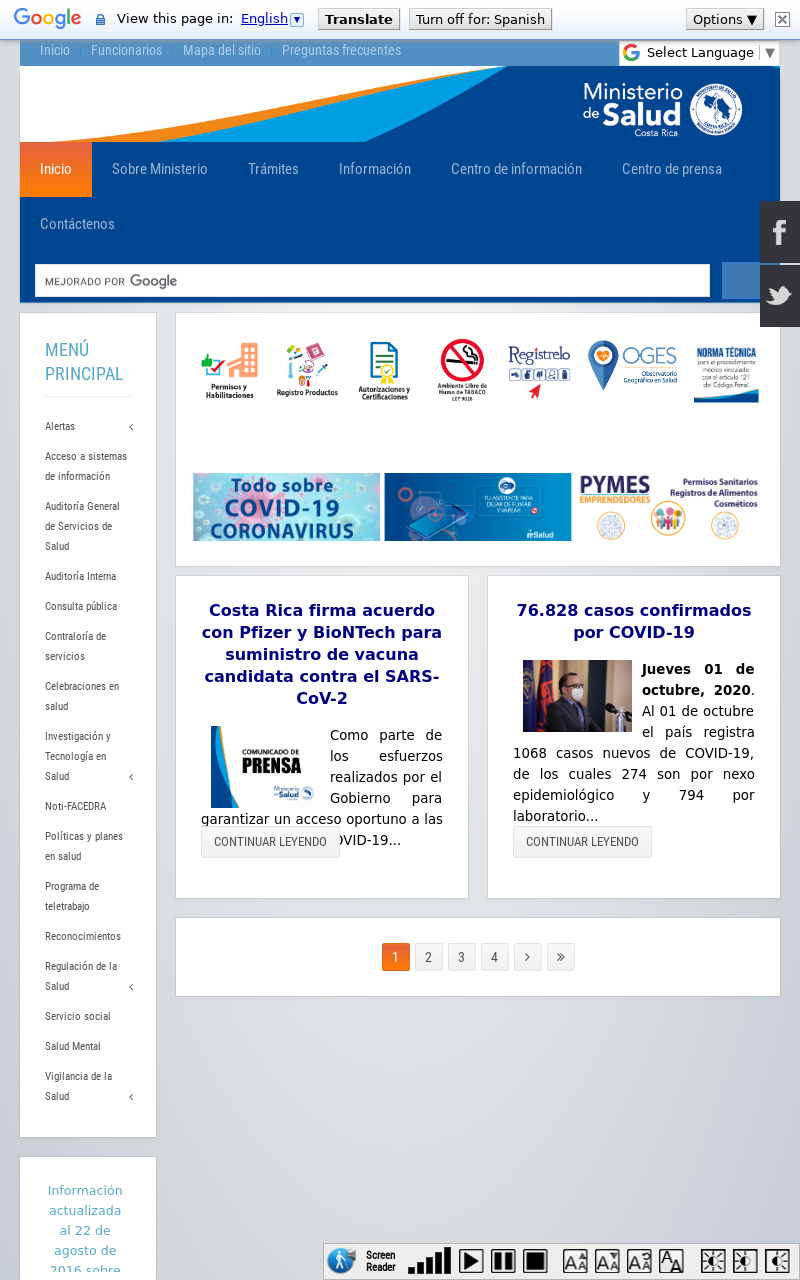 Google View this page in: English Translate Turn off for: Spanish Options ▼
Inicio Funcionarios Mapa del sitio Preguntas frecuentes
Select Language ▼
Ministerio
de Salud
Costa Rica
Inicio Sobre Ministerio Trámites Información Centro de información Centro de prensa
Contáctenos
MEJORADO POR Google
MENÚ
PRINCIPAL
Alertas
Acceso a sistemas
de información
Auditoría General
de Servicios de
Salud
Auditoría Interna
Consulta pública
Contraloría de
servicios
Celebraciones en
salud
Investigación y
Tecnología en
Salud
Noti-FACEDRA
Políticas y planes
en salud
Programa de
teletrabajo
Reconocimientos
Regulación de la
Salud
Servicio social
Salud Mental
Vigilancia de la
Salud
Información
actualizada
al 22 de
agosto de
2016 sobre
Permisos y
Habilitaciones
Registro Productos
Autorizaciones y
Certificaciones
Ambiente Libre de
Humo de TABACO
LEY 9028
Regístrelo
OGES
Observatorio
Geográfico en Salud
NORMA TÉCNICA
para el procedimiento
médico vinculado
con el artículo 121
del Código Penal.
Todo sobre
COVID-19
CORONAVIRUS
TU ASISTENTE PARA
DEJAR DE FUMAR
Y VAPEAR
mSalud
PYMES
EMPRENDEDORES
Permisos Sanitarios
Registros de Alimentos
Cosméticos
Costa Rica firma acuerdo
con Pfizer y BioNTech para
suministro de vacuna
candidata contra el SARS-
CoV-2
COMUNICADO DE
PRENSA
Ministerio
de Salud
Como parte de
los esfuerzos
realizados por el
Gobierno para
garantizar un acceso oportuno a las
OVID-19...
CONTINUAR LEYENDO
76.828 casos confirmados
por COVID-19
Jueves 01 de
octubre, 2020.
Al 01 de octubre
el país registra
1068 casos nuevos de COVID-19,
de los cuales 274 son por nexo
epidemiológico y 794 por
laboratorio...
CONTINUAR LEYENDO
1 2 3 4 › »
Screen
Reader